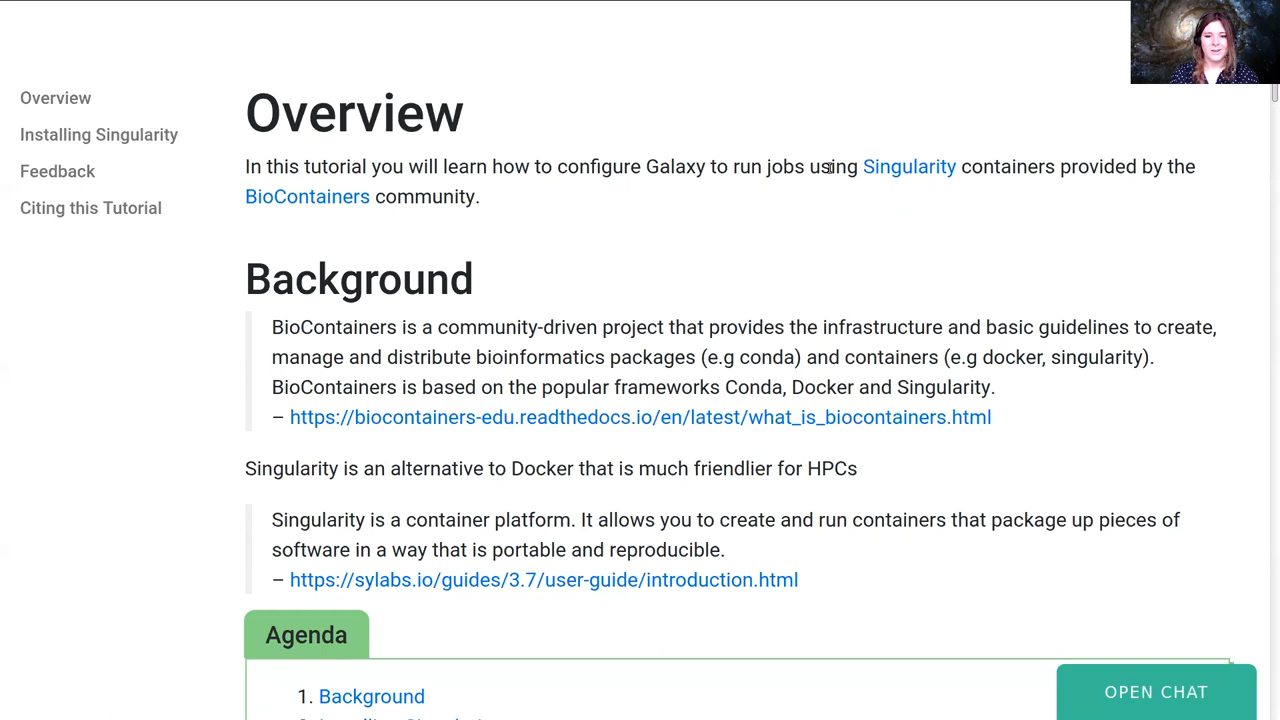 Overview
Installing Singularity
Feedback
Citing this Tutorial
Overview
In this tutorial you will learn how to configure Galaxy to run jobs using Singularity containers provided by the
BioContainers community.
Background
BioContainers is a community-driven project that provides the infrastructure and basic guidelines to create,
manage and distribute bioinformatics packages (e.g conda) and containers (e.g docker, singularity).
BioContainers is based on the popular frameworks Conda, Docker and Singularity.
– https://biocontainers-edu.readthedocs.io/en/latest/what_is_biocontainers.html
Singularity is an alternative to Docker that is much friendlier for HPCs
Singularity is a container platform. It allows you to create and run containers that package up pieces of
software in a way that is portable and reproducible.
– https://sylabs.io/guides/3.7/user-guide/introduction.html
Agenda
1. Background
OPEN CHAT